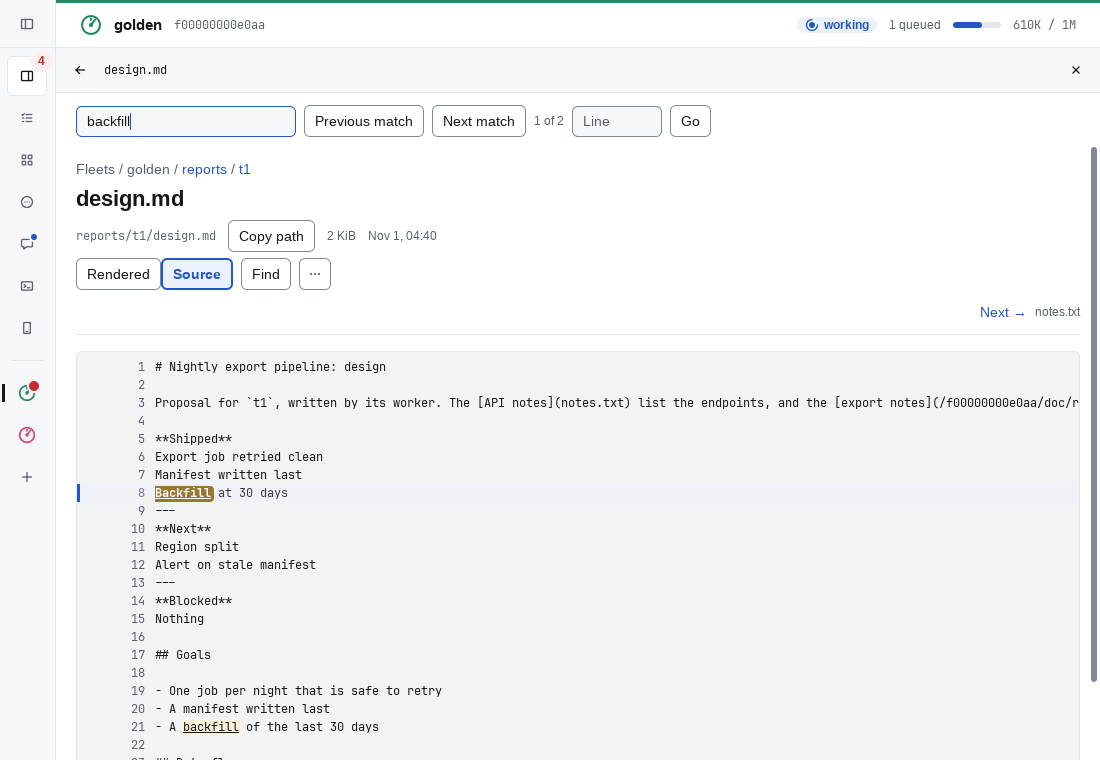 golden f00000000e0aa working 1 queued 610K / 1M
4
design.md
backfill Previous match Next match 1 of 2 Line Go
Fleets / golden / reports / t1
design.md
reports/t1/design.md Copy path 2 KiB Nov 1, 04:40
Rendered Source Find ···
Next → notes.txt
1 # Nightly export pipeline: design
2
3 Proposal for `t1`, written by its worker. The [API notes](notes.txt) list the endpoints, and the [export notes](/f00000000e0aa/doc/r
4
5 **Shipped**
6 Export job retried clean
7 Manifest written last
8 Backfill at 30 days
9 ---
10 **Next**
11 Region split
12 Alert on stale manifest
13 ---
14 **Blocked**
15 Nothing
16
17 ## Goals
18
19 - One job per night that is safe to retry
20 - A manifest written last
21 - A backfill of the last 30 days
22